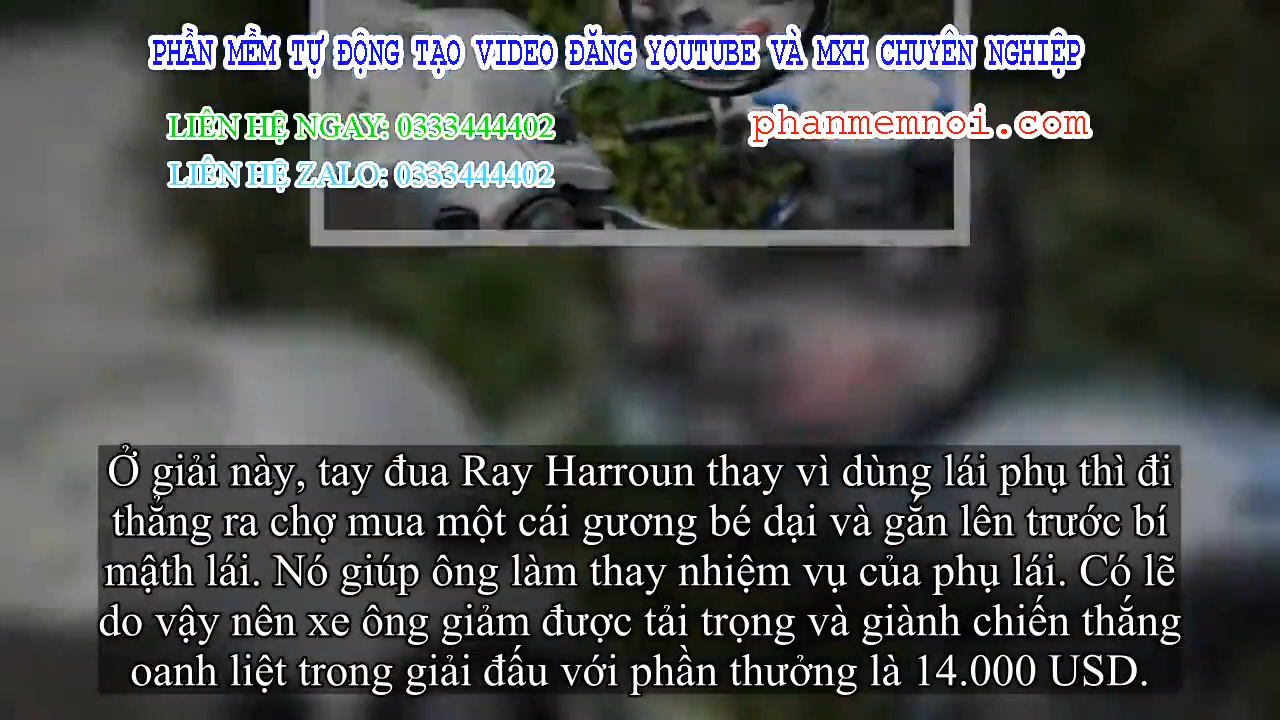 PHẦN MỀM TỰ ĐỘNG TẠO VIDEO ĐĂNG YOUTUBE VÀ MXH CHUYÊN NGHIỆP
LIÊN HỆ NGAY: 0333444402
phanmemnoi.com
LIÊN HỆ ZALO: 0333444402
Ở giải này, tay đua Ray Harroun thay vì dùng lái phụ thì đi
thẳng ra chợ mua một cái gương bé dại và gắn lên trước bí
mậth lái. Nó giúp ông làm thay nhiệm vụ của phụ lái. Có lẽ
do vậy nên xe ông giảm được tải trọng và giành chiến thắng
oanh liệt trong giải đấu với phần thưởng là 14.000 USD.